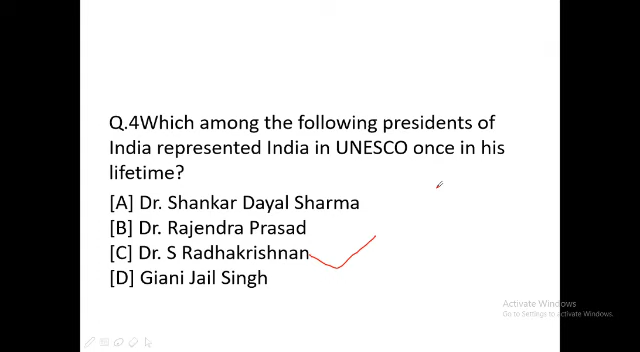 Q.4Which among the following presidents of
India represented India in UNESCO once in his
lifetime?
[A] Dr. Shankar Dayal Sharma
[B] Dr. Rajendra Prasad
[C] Dr. S Radhakrishnan
[D] Giani Jail Singh
Activate Windows
Go to Settings to activate Windows.